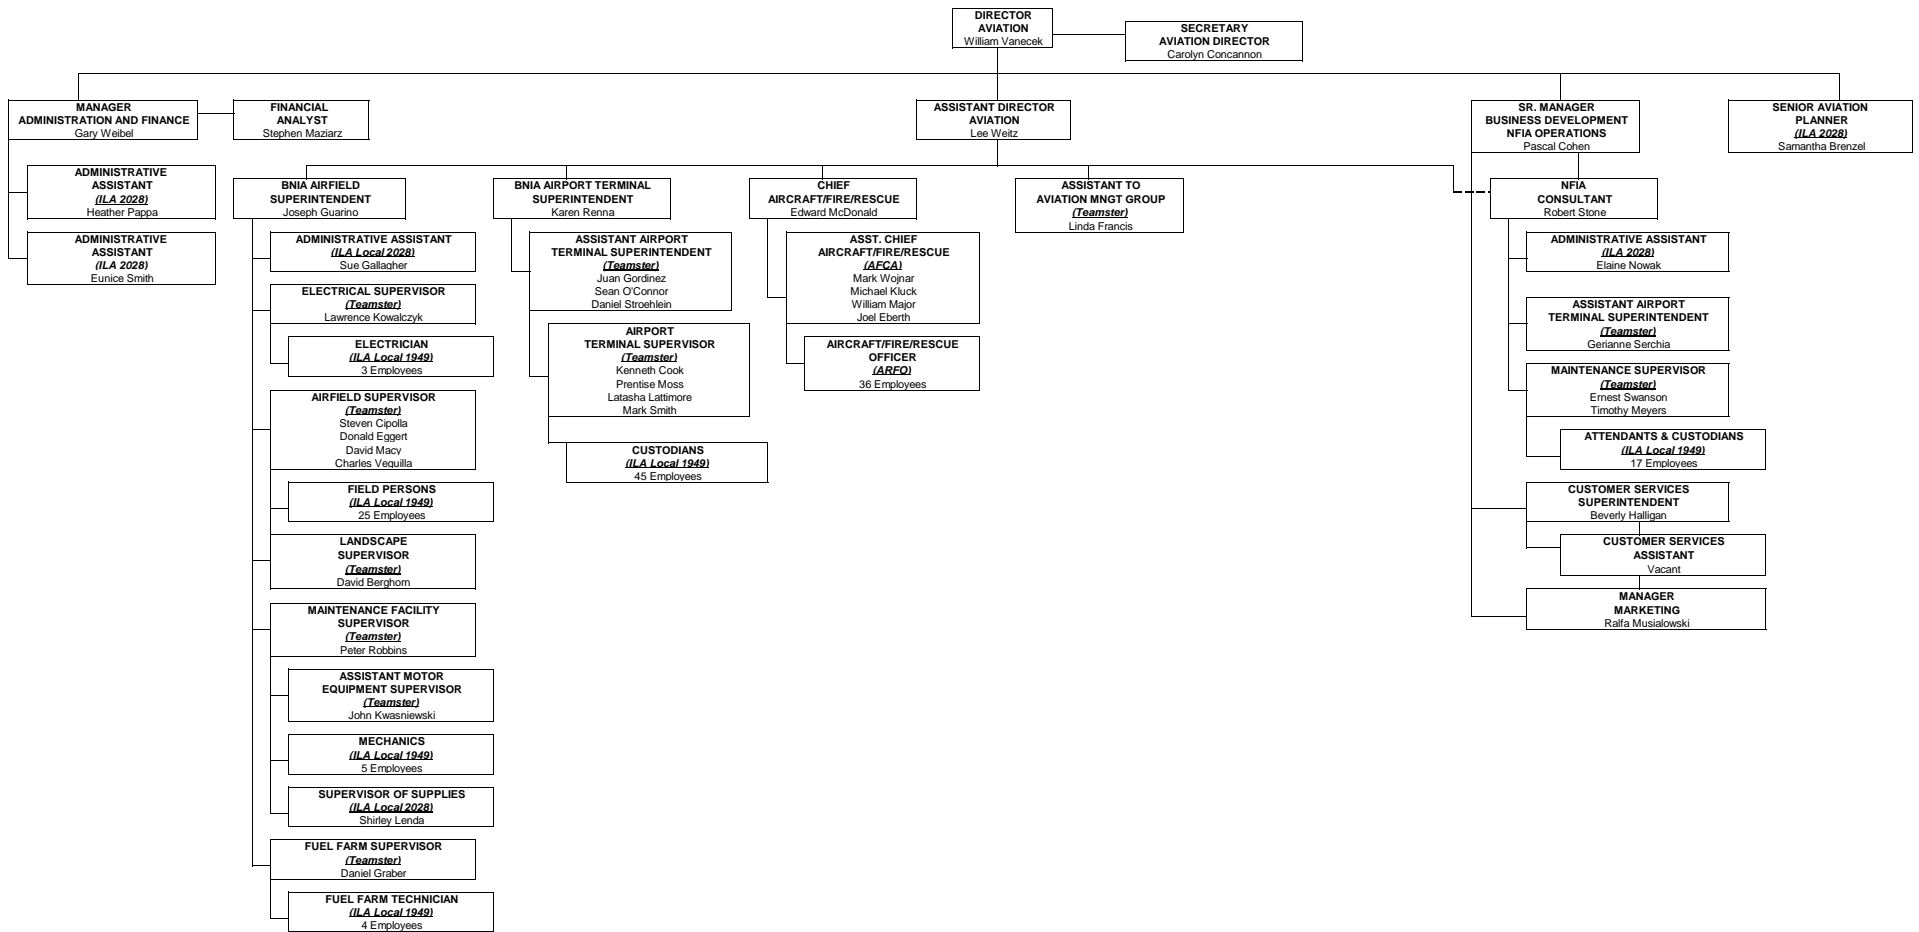 DIRECTOR
AVIATION
William Vanecek
SECRETARY
AVIATION DIRECTOR
Carolyn Concannon
MANAGER
ADMINISTRATION AND FINANCE
Gary Weibel
FINANCIAL
ANALYST
Stephen Maziarz
ASSISTANT DIRECTOR
AVIATION
Lee Weitz
SR. MANAGER
BUSINESS DEVELOPMENT
NFIA OPERATIONS
Pascal Cohen
SENIOR AVIATION
PLANNER
(ILA 2028)
Samantha Brenzel
ADMINISTRATIVE
ASSISTANT
(ILA 2028)
Heather Pappa
ADMINISTRATIVE
ASSISTANT
(ILA 2028)
Eunice Smith
BNIA AIRFIELD
SUPERINTENDENT
Joseph Guarino
ADMINISTRATIVE ASSISTANT
(ILA Local 2028)
Sue Gallagher
ELECTRICAL SUPERVISOR
(Teamster)
Lawrence Kowalczyk
ELECTRICIAN
(ILA Local 1949)
3 Employees
AIRFIELD SUPERVISOR
(Teamster)
Steven Cipolla
Donald Eggert
David Macy
Charles Veguilla
FIELD PERSONS
(ILA Local 1949)
25 Employees
LANDSCAPE
SUPERVISOR
(Teamster)
David Berghorn
MAINTENANCE FACILITY
SUPERVISOR
(Teamster)
Peter Robbins
ASSISTANT MOTOR
EQUIPMENT SUPERVISOR
(Teamster)
John Kwasniewski
MECHANICS
(ILA Local 1949)
5 Employees
SUPERVISOR OF SUPPLIES
(ILA Local 2028)
Shirley Lenda
FUEL FARM SUPERVISOR
(Teamster)
Daniel Graber
FUEL FARM TECHNICIAN
(ILA Local 1949)
4 Employees
BNIA AIRPORT TERMINAL
SUPERINTENDENT
Karen Renna
ASSISTANT AIRPORT
TERMINAL SUPERINTENDENT
(Teamster)
Juan Gordinez
Sean O'Connor
Daniel Stroehlein
AIRPORT
TERMINAL SUPERVISOR
(Teamster)
Kenneth Cook
Prentise Moss
Latasha Lattimore
Mark Smith
CUSTODIANS
(ILA Local 1949)
45 Employees
CHIEF
AIRCRAFT/FIRE/RESCUE
Edward McDonald
ASST. CHIEF
AIRCRAFT/FIRE/RESCUE
(AFCA)
Mark Wojnar
Michael Kluck
William Major
Joel Eberth
AIRCRAFT/FIRE/RESCUE
OFFICER
(ARFO)
36 Employees
ASSISTANT TO
AVIATION MNGT GROUP
(Teamster)
Linda Francis
NFIA
CONSULTANT
Robert Stone
ADMINISTRATIVE ASSISTANT
(ILA 2028)
Elaine Nowak
ASSISTANT AIRPORT
TERMINAL SUPERINTENDENT
(Teamster)
Gerianne Serchia
MAINTENANCE SUPERVISOR
(Teamster)
Ernest Swanson
Timothy Meyers
ATTENDANTS & CUSTODIANS
(ILA Local 1949)
17 Employees
CUSTOMER SERVICES
SUPERINTENDENT
Beverly Halligan
CUSTOMER SERVICES
ASSISTANT
Vacant
MANAGER
MARKETING
Ralfa Musialowski